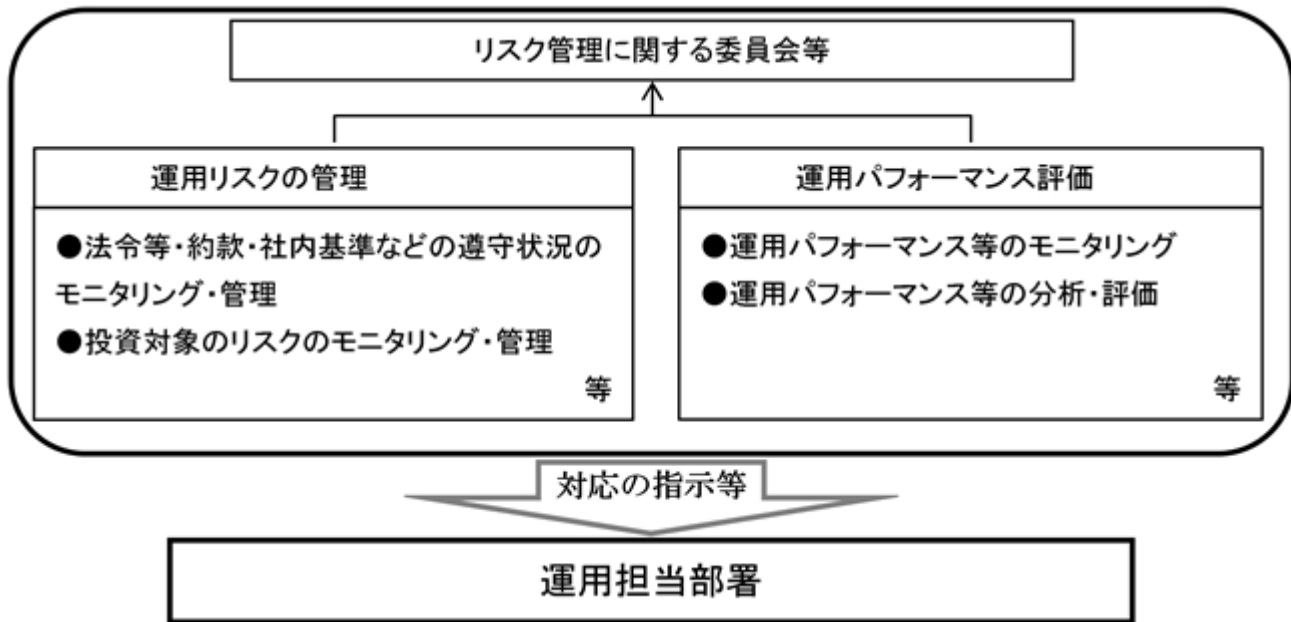 リスク管理に関する委員会等
運用リスクの管理
●法令等・約款・社内基準などの遵守状況の
モニタリング・管理
●投資対象のリスクのモニタリング・管理
等
運用パフォーマンス評価
●運用パフォーマンス等のモニタリング
●運用パフォーマンス等の分析・評価
等
対応の指示等
運用担当部署